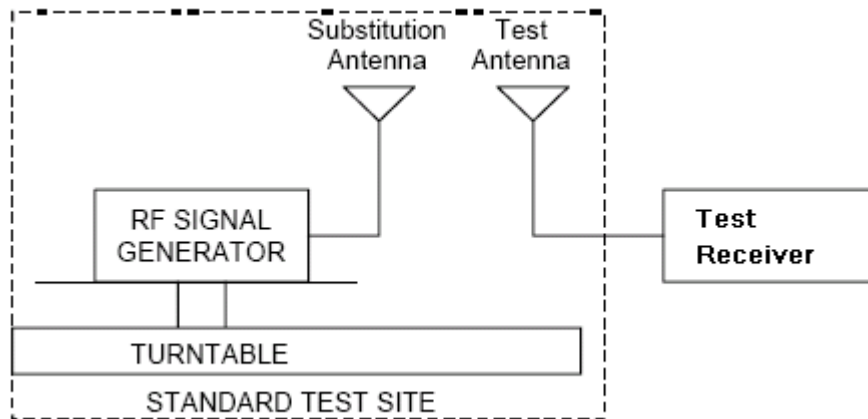 Substitution
Antenna
Test
Antenna
RF SIGNAL
GENERATOR
Test
Receiver
TURNTABLE
STANDARD TEST SITE